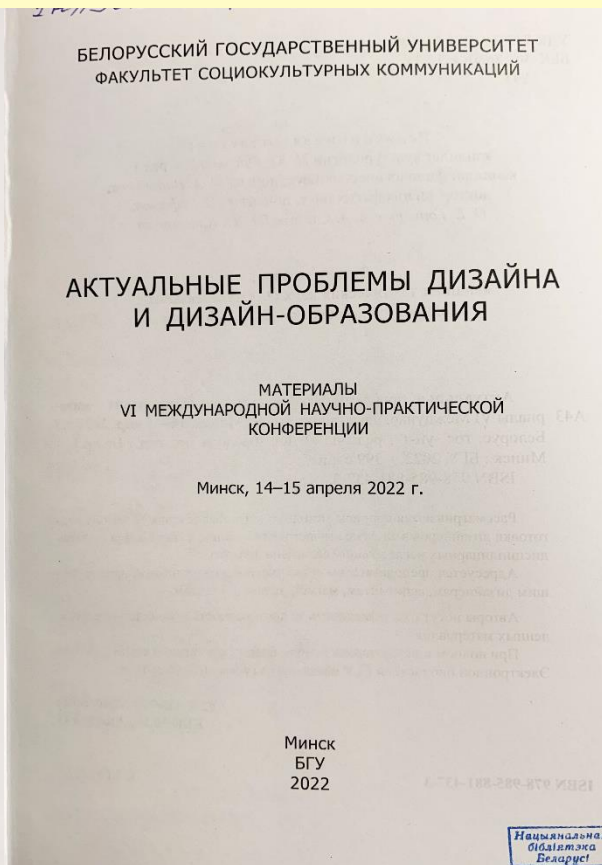 БЕЛОРУССКИЙ ГОСУДАРСТВЕННЫЙ УНИВЕРСИТЕТ
ФАКУЛЬТЕТ СОЦИОКУЛЬТУРНЫХ КОММУНИКАЦИЙ
АКТУАЛЬНЫЕ ПРОБЛЕМЫ ДИЗАЙНА
И ДИЗАЙН-ОБРАЗОВАНИЯ
МАТЕРИАЛЫ
VI МЕЖДУНАРОДНОЙ НАУЧНО-ПРАКТИЧЕСКОЙ
КОНФЕРЕНЦИИ
Минск, 14–15 апреля 2022 г.
Минск
БГУ
2022
Нацыянальная
бібліятэка
Беларусі